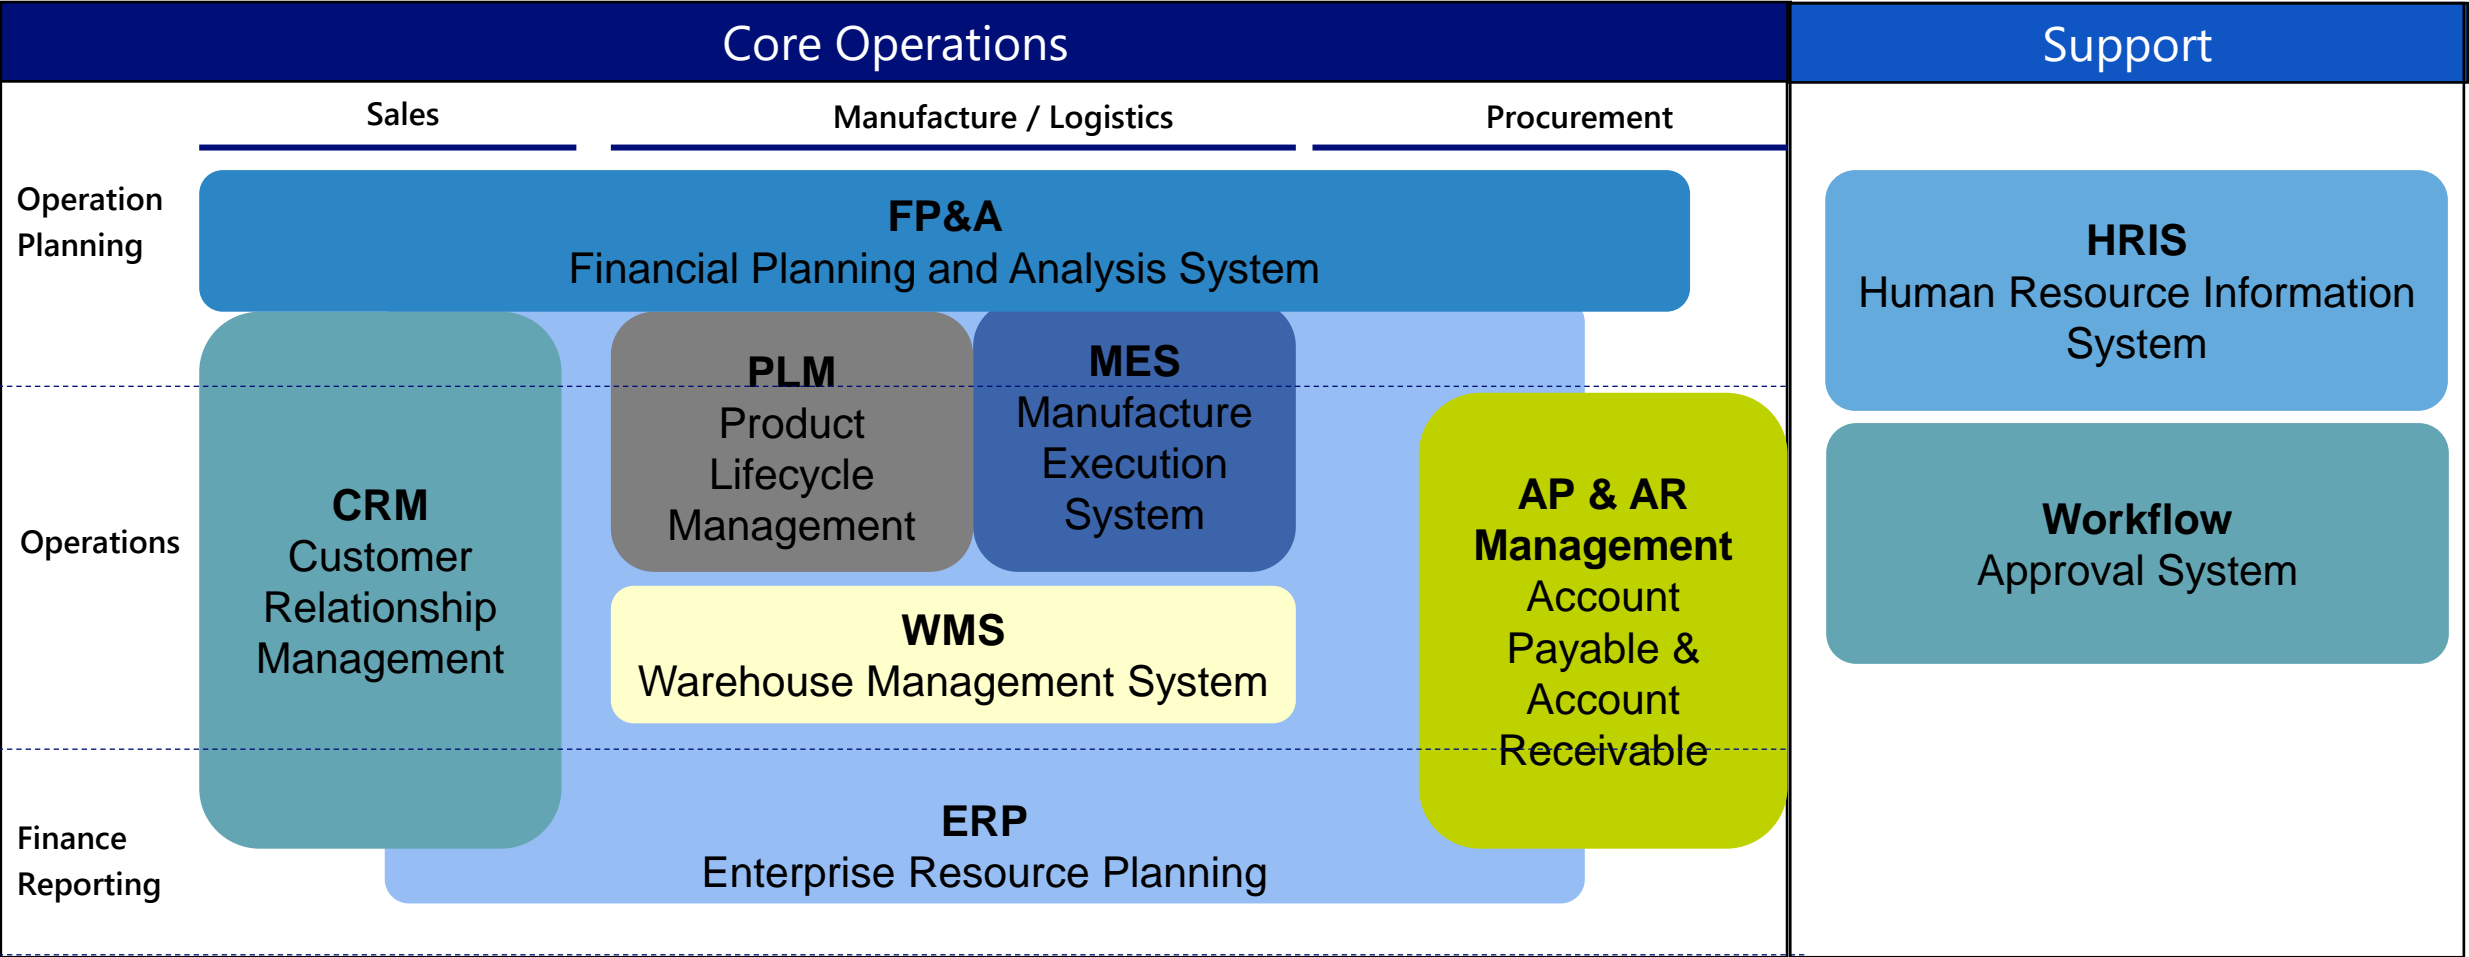 Core Operations
Support
Sales
Manufacture / Logistics
Procurement
Operation
Planning
FP&A
Financial Planning and Analysis System
HRIS
Human Resource Information
System
PLM
Product
Lifecycle
Management
MES
Manufacture
Execution
System
Operations
CRM
Customer
Relationship
Management
AP & AR
Management
Account
Payable &
Account
Receivable
Workflow
Approval System
WMS
Warehouse Management System
Finance
Reporting
ERP
Enterprise Resource Planning